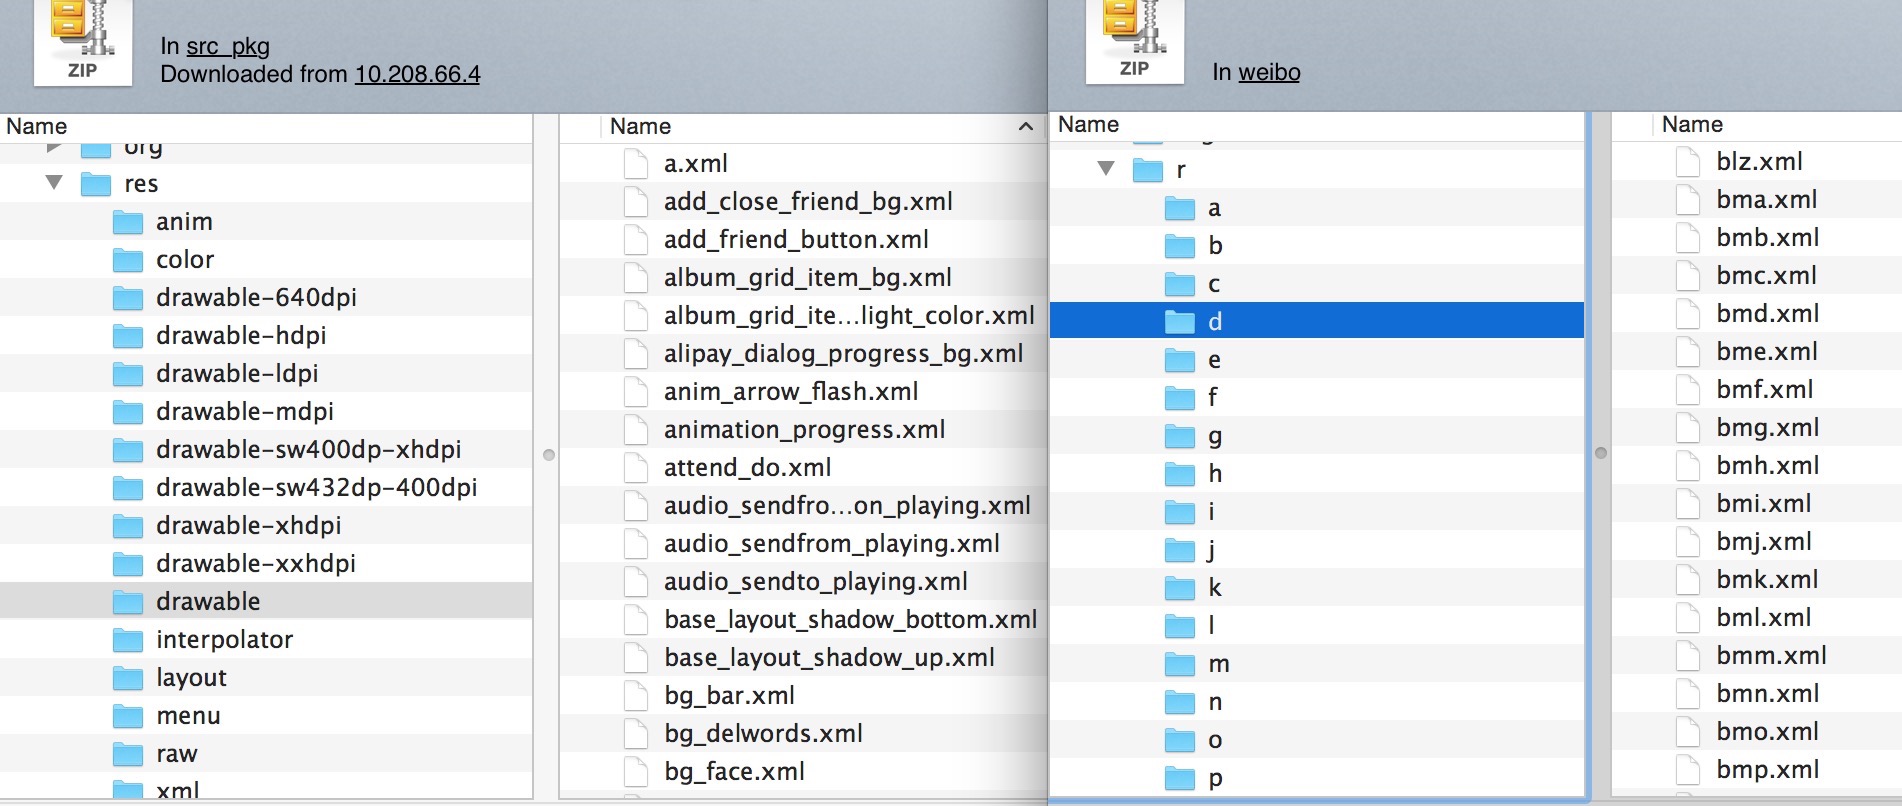 ZIP
In src_pkg
Downloaded from 10.208.66.4
Name
org
res
anim
color
drawable-640dpi
drawable-hdpi
drawable-ldpi
drawable-mdpi
drawable-sw400dp-xhdpi
drawable-sw432dp-400dpi
drawable-xhdpi
drawable-xxhdpi
drawable
interpolator
layout
menu
raw
xml
Name
a.xml
add_close_friend_bg.xml
add_friend_button.xml
album_grid_item_bg.xml
album_grid_ite...light_color.xml
alipay_dialog_progress_bg.xml
anim_arrow_flash.xml
animation_progress.xml
attend_do.xml
audio_sendfro...on_playing.xml
audio_sendfrom_playing.xml
audio_sendto_playing.xml
base_layout_shadow_bottom.xml
base_layout_shadow_up.xml
bg_bar.xml
bg_delwords.xml
bg_face.xml
ZIP
In weibo
Name
r
a
b
c
d
e
f
g
h
i
j
k
l
m
n
o
p
Name
blz.xml
bma.xml
bmb.xml
bmc.xml
bmd.xml
bme.xml
bmf.xml
bmg.xml
bmh.xml
bmi.xml
bmj.xml
bmk.xml
bml.xml
bmm.xml
bmn.xml
bmo.xml
bmp.xml